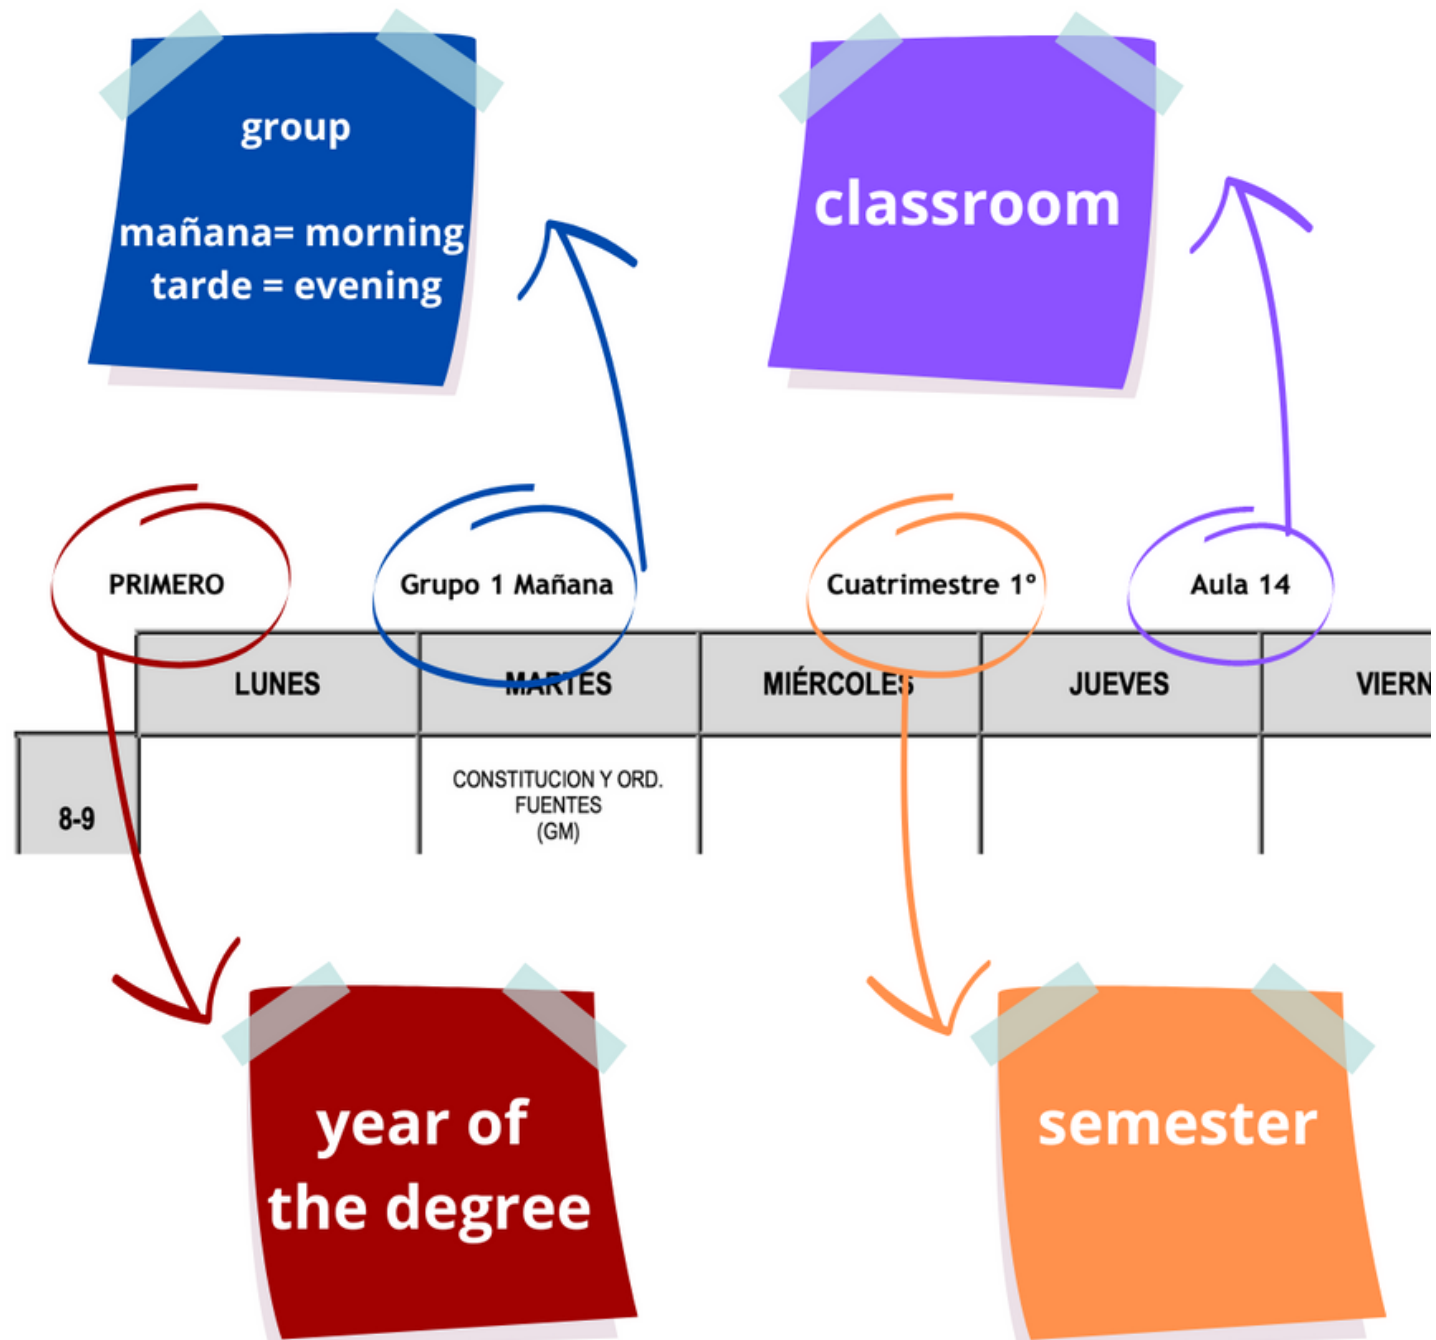 group
mañana= morning
tarde = evening
classroom
PRIMERO
Grupo 1 Mañana
Cuatrimestre 1º
Aula 14
LUNES
MARTES
MIÉRCOLES
JUEVES
VIERN
8-9
CONSTITUCION Y ORD.
FUENTES
(GM)
year of
the degree
semester